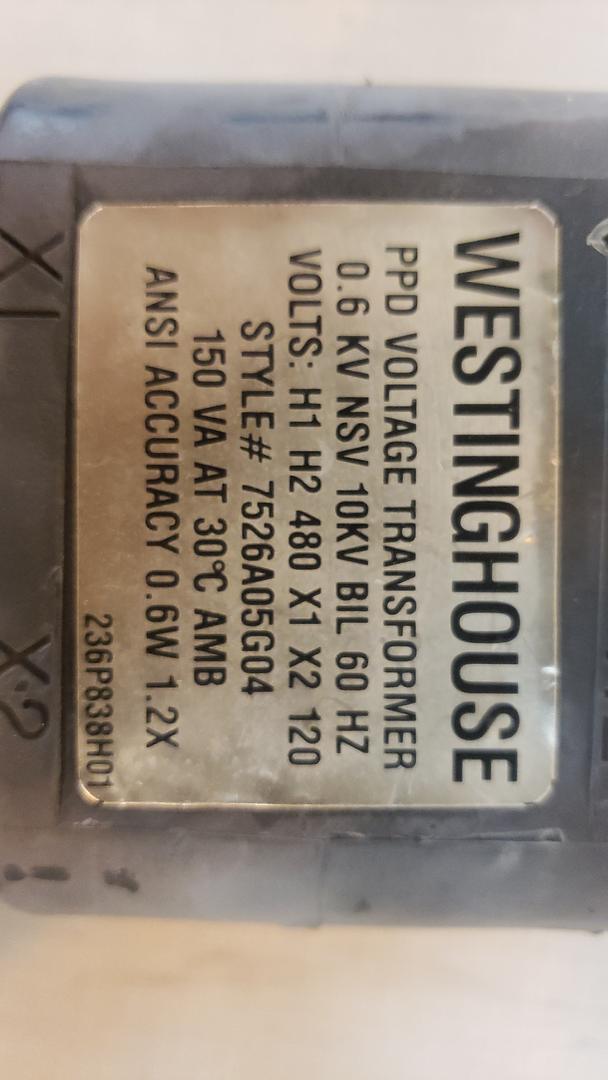 WESTINGHOUSE
PPD VOLTAGE TRANSFORMER
0.6 KV NSV 10KV BIL 60 HZ
VOLTS: H1 H2 480 X1 X2 120
STYLE# 7526A05G04
150 VA AT 30°C AMB
ANSI ACCURACY 0.6W 1.2X
236P838H01
X1 X2